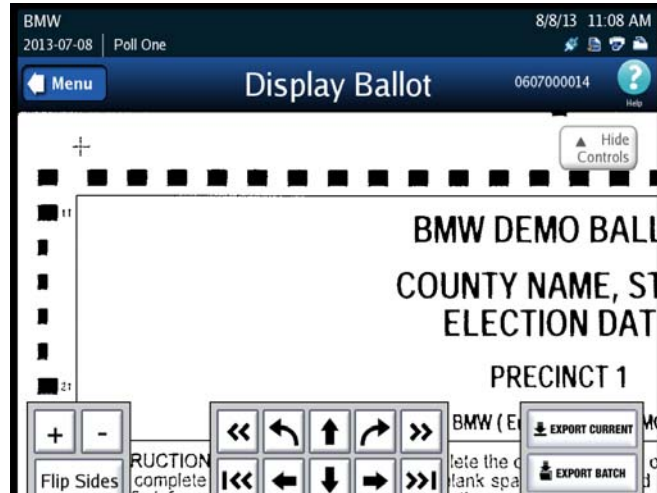 BMW 8/8/13 11:08 AM
2013-07-08 | Poll One
Menu Display Ballot 0607000014 Help
▲ Hide
Controls
11
BMW DEMO BALL
COUNTY NAME, ST
ELECTION DAT
PRECINCT 1
21
+ - BMW ( E EXPORT CURRENT
RUCTION lete the
Flip Sides complete lank spa EXPORT BATCH